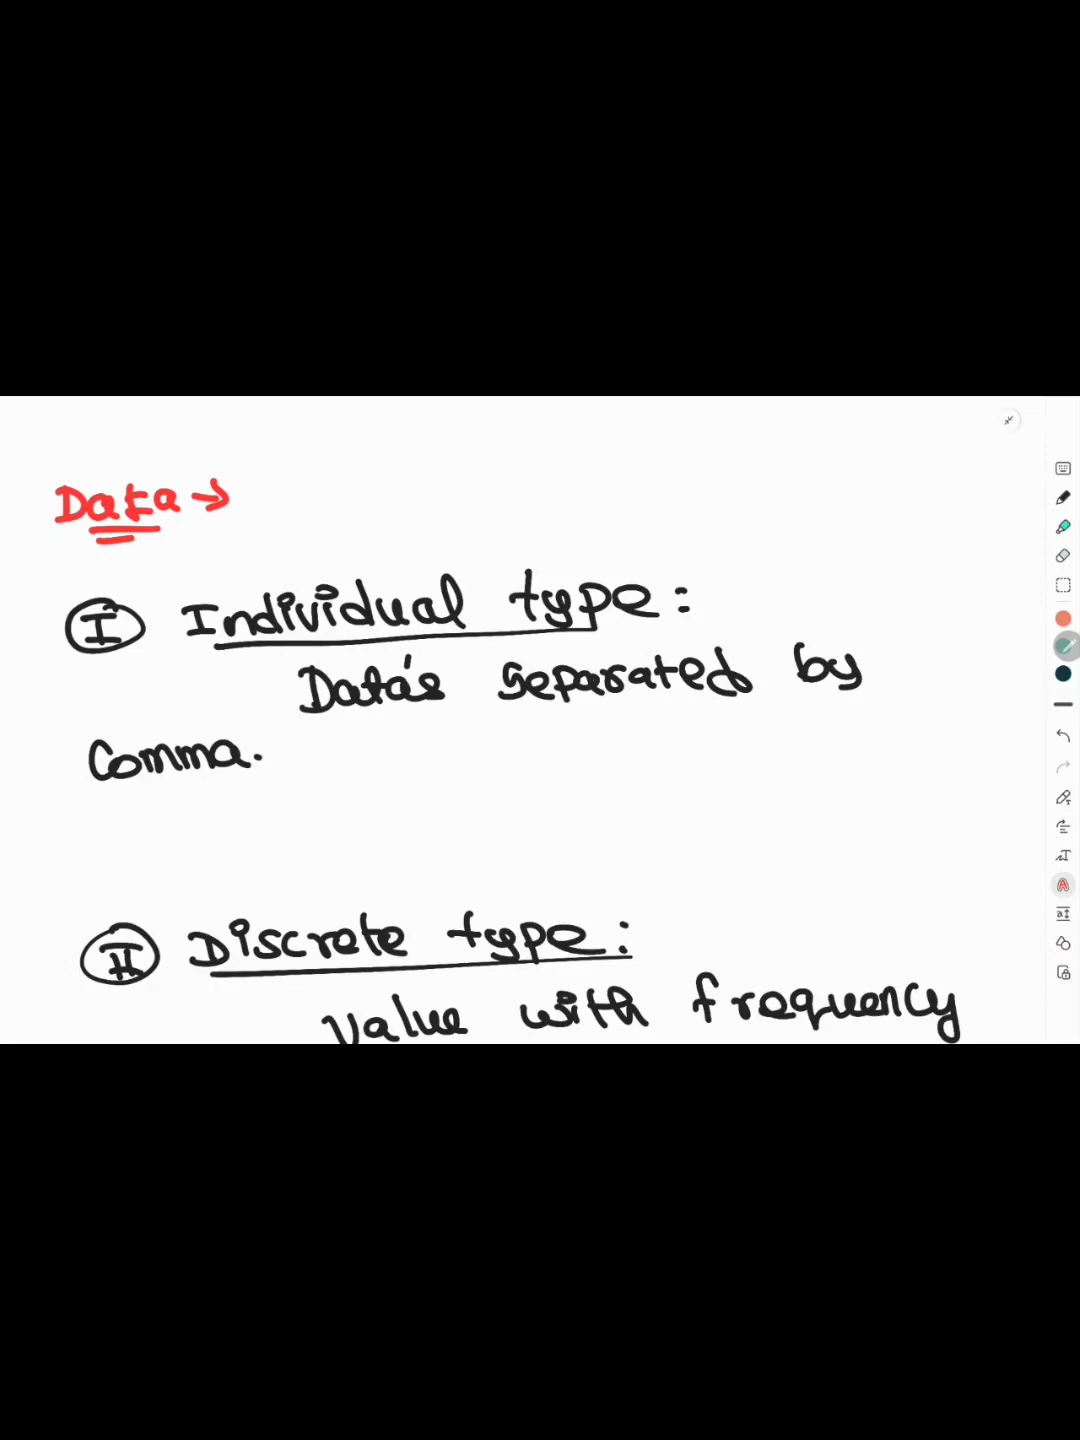 Data →
I Individual type:
Data's separated by
Comma.
II Discrete type:
Value with frequency